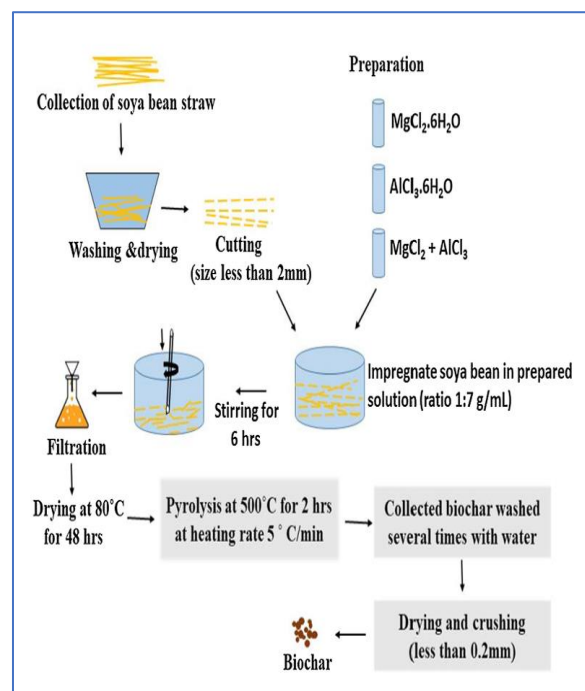 Collection of soya bean straw
Washing &drying
Cutting
(size less than 2mm)
Preparation
MgCl₂.6H₂O
AlCl₃.6H₂O
MgCl₂ + AlCl₃
Impregnate soya bean in prepared
solution (ratio 1:7 g/mL)
Stirring for
6 hrs
Filtration
Drying at 80°C
for 48 hrs
Pyrolysis at 500°C for 2 hrs
at heating rate 5 ° C/min
Collected biochar washed
several times with water
Drying and crushing
(less than 0.2mm)
Biochar